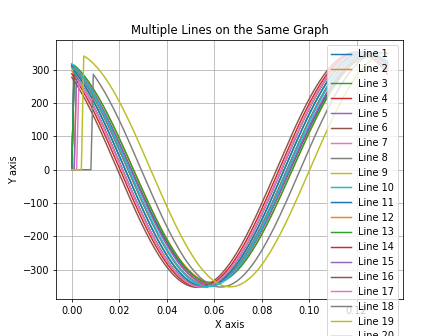 Multiple Lines on the Same Graph
Y axis
300
200
100
0
−100
−200
−300
0.00
0.02
0.04
0.06
0.08
0.10
X axis
Line 1
Line 2
Line 3
Line 4
Line 5
Line 6
Line 7
Line 8
Line 9
Line 10
Line 11
Line 12
Line 13
Line 14
Line 15
Line 16
Line 17
Line 18
Line 19
Line 20